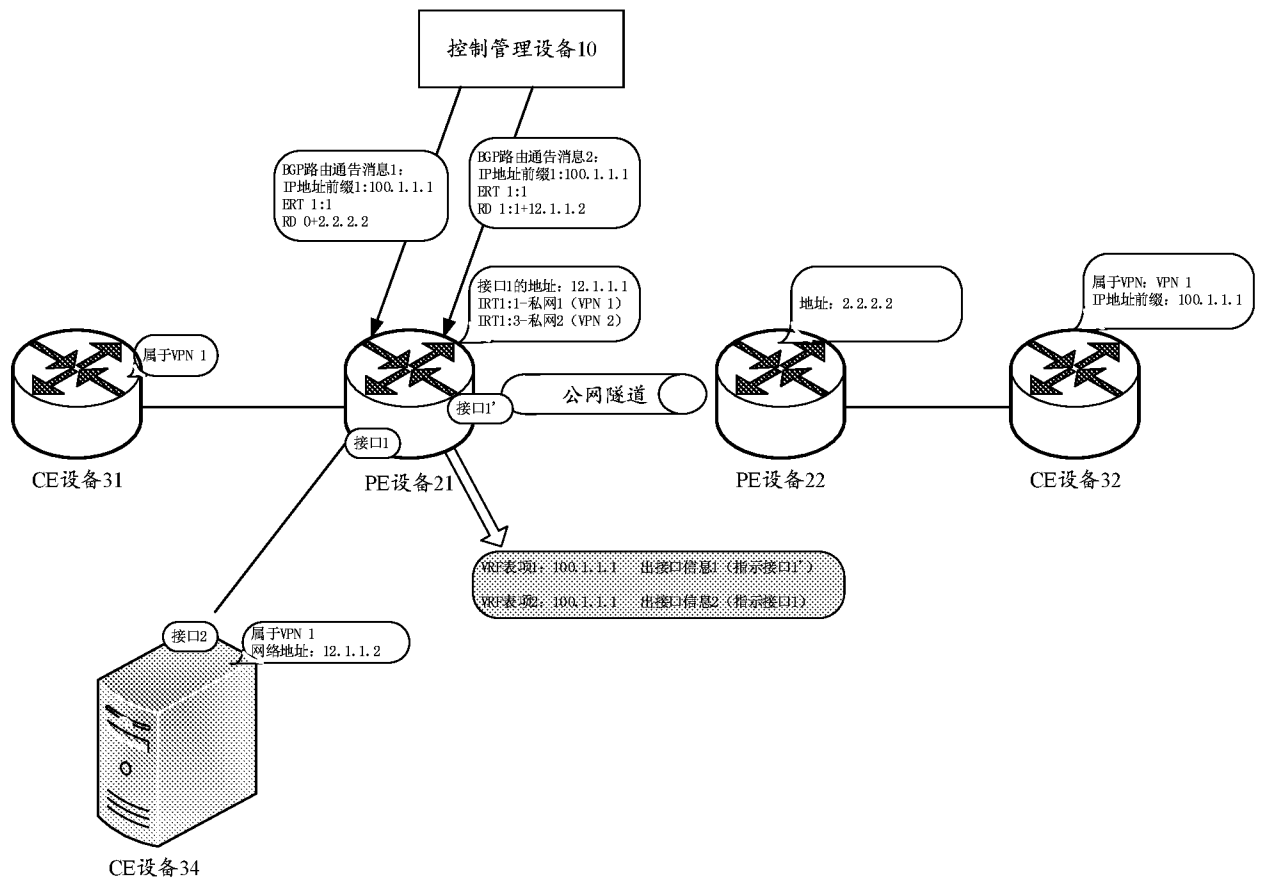 控制管理设备10
BGP路由通告消息1：
IP地址前缀1:100.1.1.1
ERT 1:1
RD 0+2.2.2.2
BGP路由通告消息2：
IP地址前缀1:100.1.1.1
ERT 1:1
RD 1:1+12.1.1.2
接口1的地址：12.1.1.1
IRT1:1-私网1（VPN 1）
IRT1:3-私网2（VPN 2）
地址：2.2.2.2
属于VPN：VPN 1
IP地址前缀：100.1.1.1
属于VPN 1
公网隧道
接口1'
接口1
CE设备31
PE设备21
PE设备22
CE设备32
VRF表项1：100.1.1.1 出接口信息1（指示接口1'）
VRF表项2：100.1.1.1 出接口信息2（指示接口1）
接口2
属于VPN 1
网络地址：12.1.1.2
CE设备34